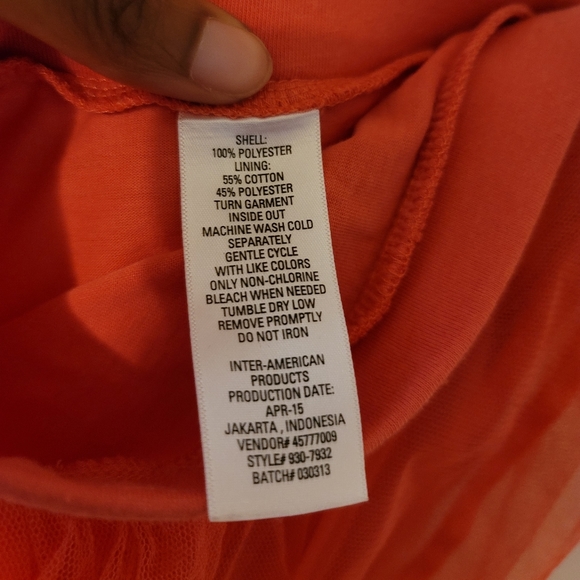 SHELL:
100% POLYESTER
LINING:
55% COTTON
45% POLYESTER
TURN GARMENT
INSIDE OUT
MACHINE WASH COLD
SEPARATELY
GENTLE CYCLE
WITH LIKE COLORS
ONLY NON-CHLORINE
BLEACH WHEN NEEDED
TUMBLE DRY LOW
REMOVE PROMPTLY
DO NOT IRON
INTER-AMERICAN
PRODUCTS
PRODUCTION DATE:
APR-15
JAKARTA , INDONESIA
VENDOR# 45777009
STYLE# 930-7932
BATCH# 030313